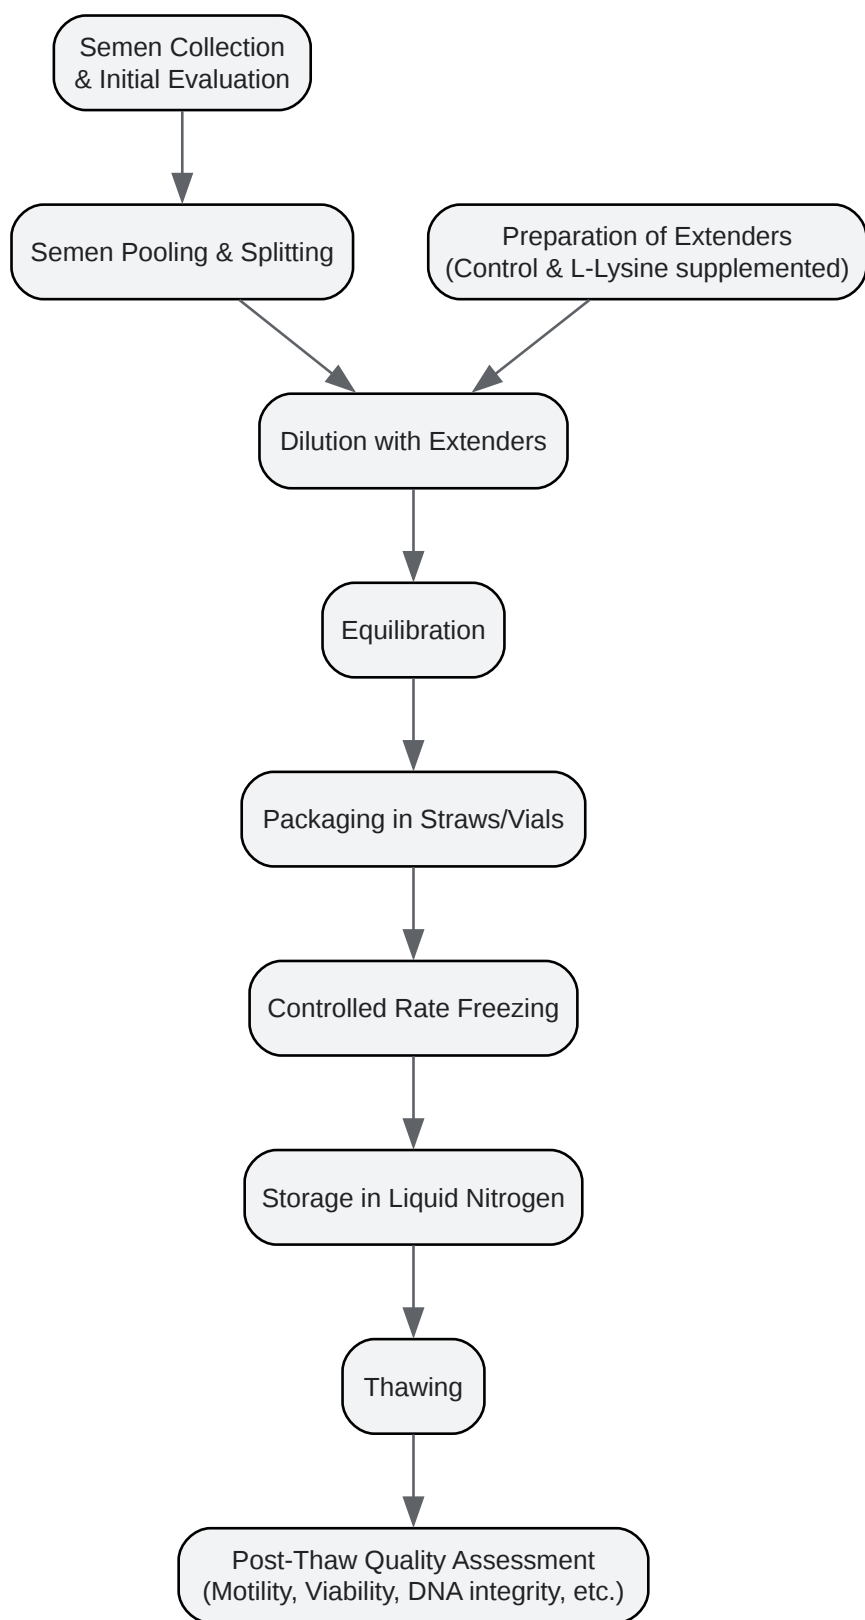 Semen Collection
& Initial Evaluation
Semen Pooling & Splitting
Preparation of Extenders
(Control & L-Lysine supplemented)
Dilution with Extenders
Equilibration
Packaging in Straws/Vials
Controlled Rate Freezing
Storage in Liquid Nitrogen
Thawing
Post-Thaw Quality Assessment
(Motility, Viability, DNA integrity, etc.)